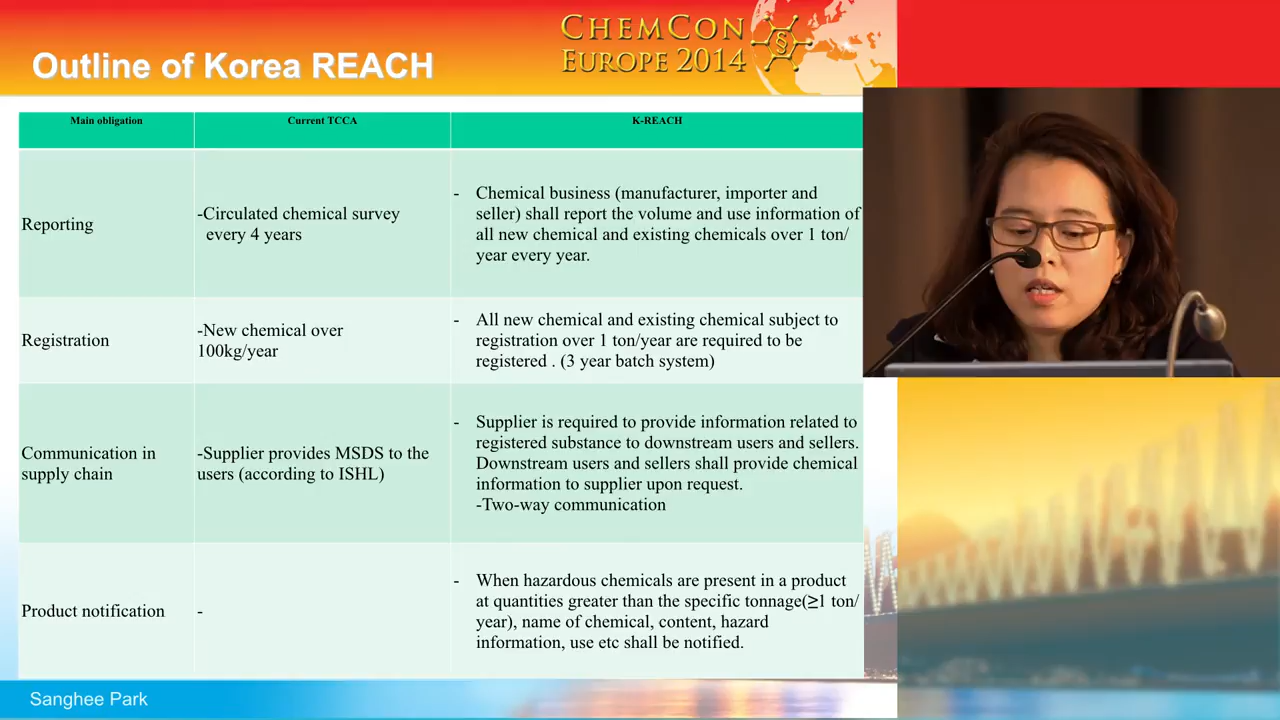 CHEMCON
EUROPE 2014
§
Outline of Korea REACH
Main obligation
Current TCCA
K-REACH
Reporting
-Circulated chemical survey
every 4 years
- Chemical business (manufacturer, importer and
seller) shall report the volume and use information of
all new chemical and existing chemicals over 1 ton/
year every year.
Registration
-New chemical over
100kg/year
- All new chemical and existing chemical subject to
registration over 1 ton/year are required to be
registered . (3 year batch system)
Communication in
supply chain
-Supplier provides MSDS to the
users (according to ISHL)
- Supplier is required to provide information related to
registered substance to downstream users and sellers.
Downstream users and sellers shall provide chemical
information to supplier upon request.
-Two-way communication
Product notification
-
- When hazardous chemicals are present in a product
at quantities greater than the specific tonnage(≥1 ton/
year), name of chemical, content, hazard
information, use etc shall be notified.
Sanghee Park